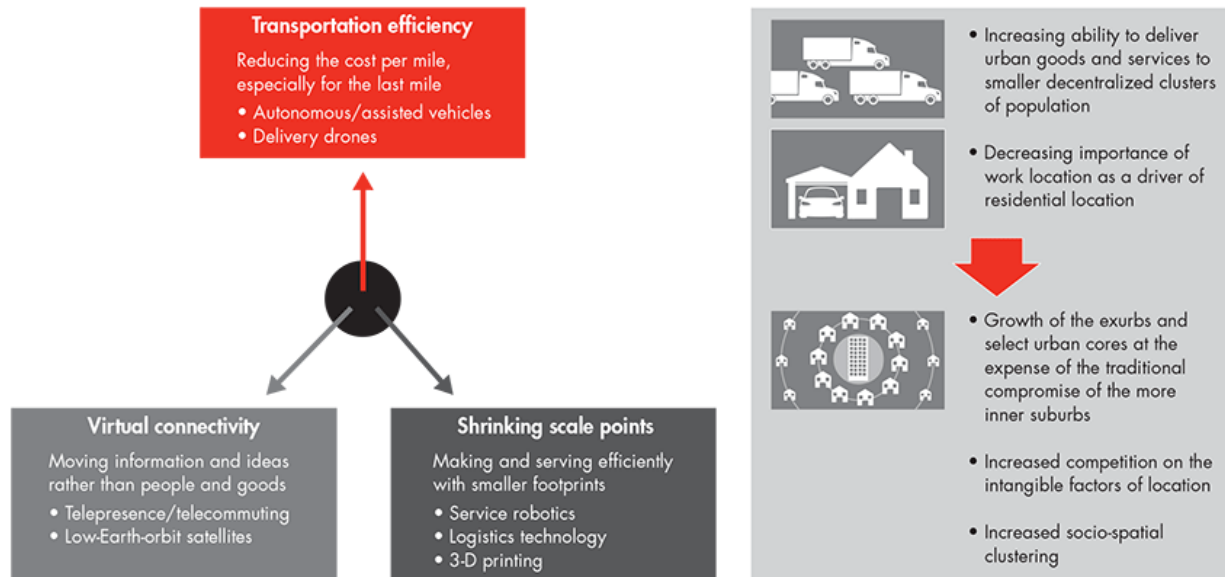 Transportation efficiency
Reducing the cost per mile,
especially for the last mile
• Autonomous/assisted vehicles
• Delivery drones
Virtual connectivity
Moving information and ideas
rather than people and goods
• Telepresence/telecommuting
• Low-Earth-orbit satellites
Shrinking scale points
Making and serving efficiently
with smaller footprints
• Service robotics
• Logistics technology
• 3-D printing
• Increasing ability to deliver
urban goods and services to
smaller decentralized clusters
of population
• Decreasing importance of
work location as a driver of
residential location
• Growth of the exurbs and
select urban cores at the
expense of the traditional
compromise of the more
inner suburbs
• Increased competition on the
intangible factors of location
• Increased socio-spatial
clustering